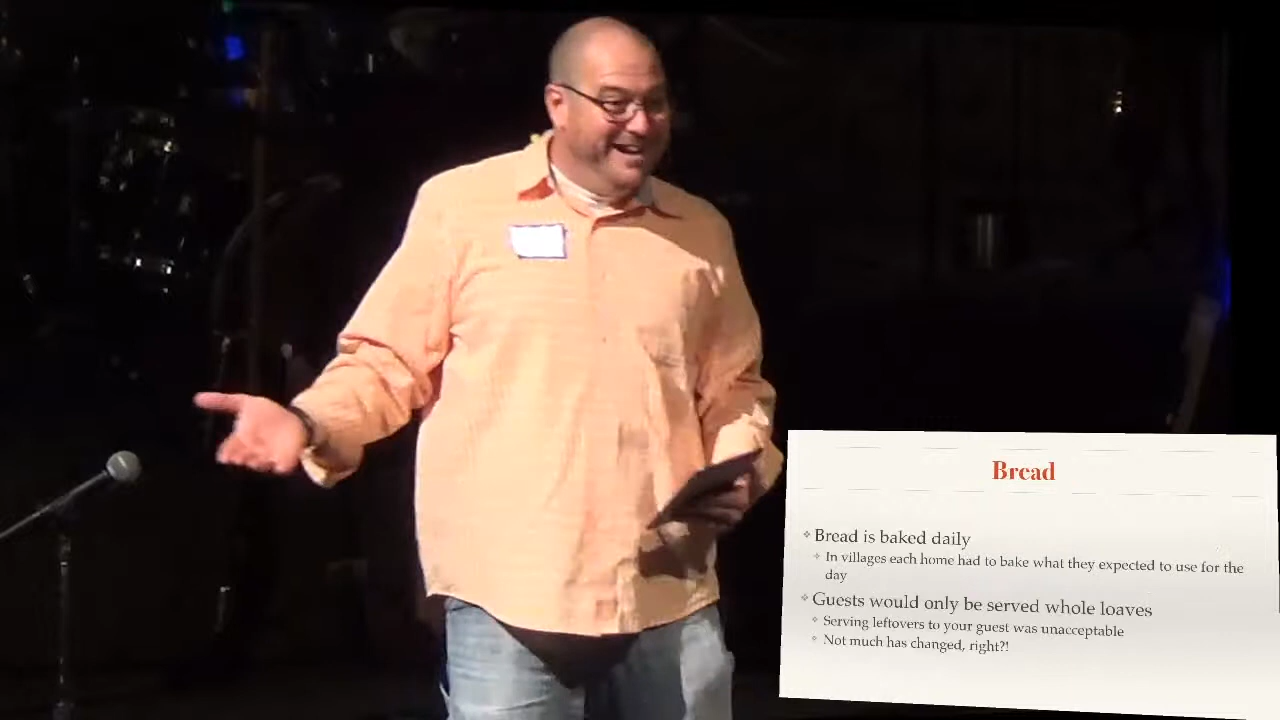 Bread
Bread is baked daily
In villages each home had to bake what they expected to use for the
day
Guests would only be served whole loaves
Serving leftovers to your guest was unacceptable
Not much has changed, right?!